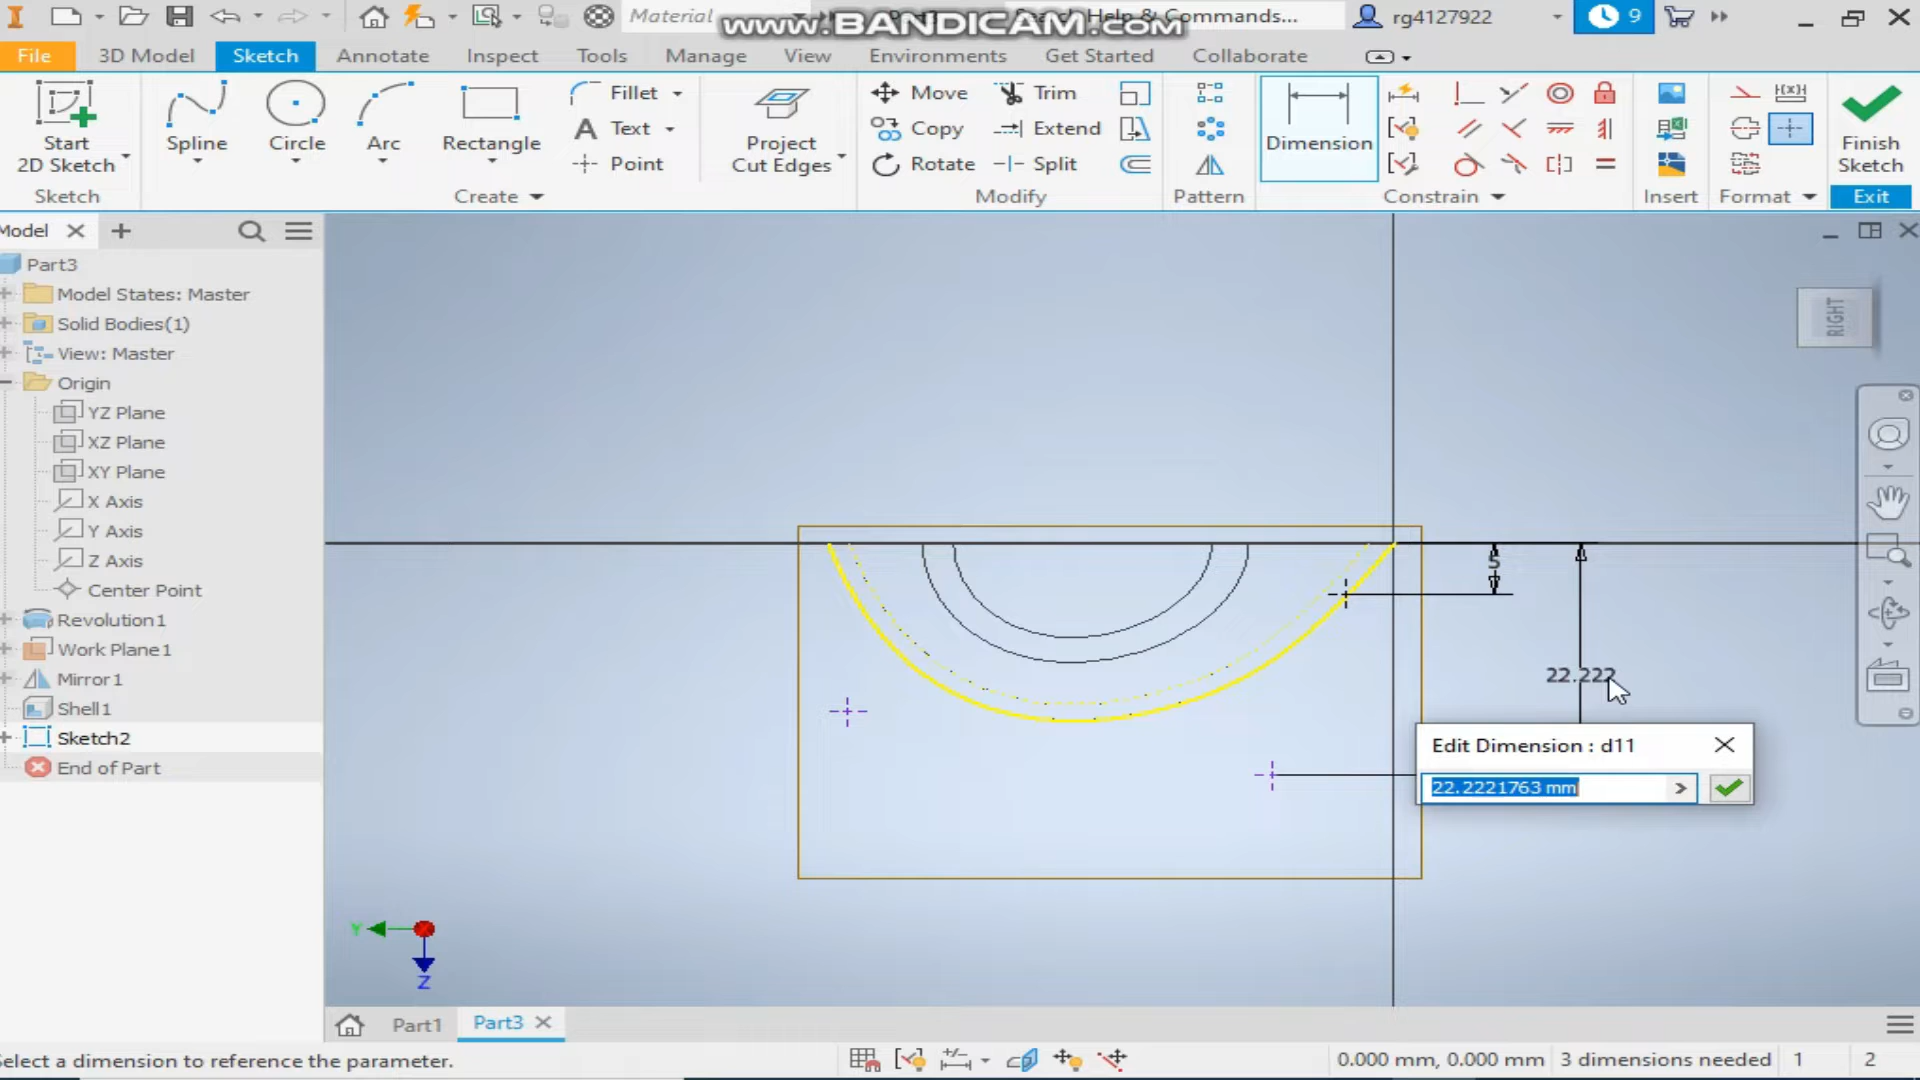 Material
www.BANDICAM.com
Search Help & Commands...
rg4127922
9
File
3D Model
Sketch
Annotate
Inspect
Tools
Manage
View
Environments
Get Started
Collaborate
Start
2D Sketch
Spline
Circle
Arc
Rectangle
Fillet
Text
Point
Project
Cut Edges
Move
Copy
Rotate
Trim
Extend
Split
Dimension
Finish
Sketch
Sketch
Create
Modify
Pattern
Constrain
Insert
Format
Exit
Model
Part3
Model States: Master
Solid Bodies(1)
View: Master
Origin
YZ Plane
XZ Plane
XY Plane
X Axis
Y Axis
Z Axis
Center Point
Revolution1
Work Plane1
Mirror1
Shell1
Sketch2
End of Part
RIGHT
5
22.222
Edit Dimension : d11
22.2221763 mm
Y
Z
Part1
Part3
Select a dimension to reference the parameter.
0.000 mm, 0.000 mm
3 dimensions needed
1
2